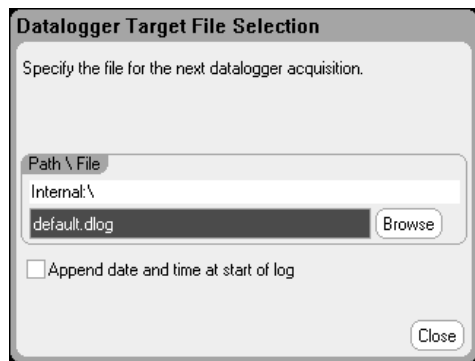 Datalogger Target File Selection
Specify the file for the next datalogger acquisition.
Path \ File
Internal:\
default.dlog
Browse
Append date and time at start of log
Close